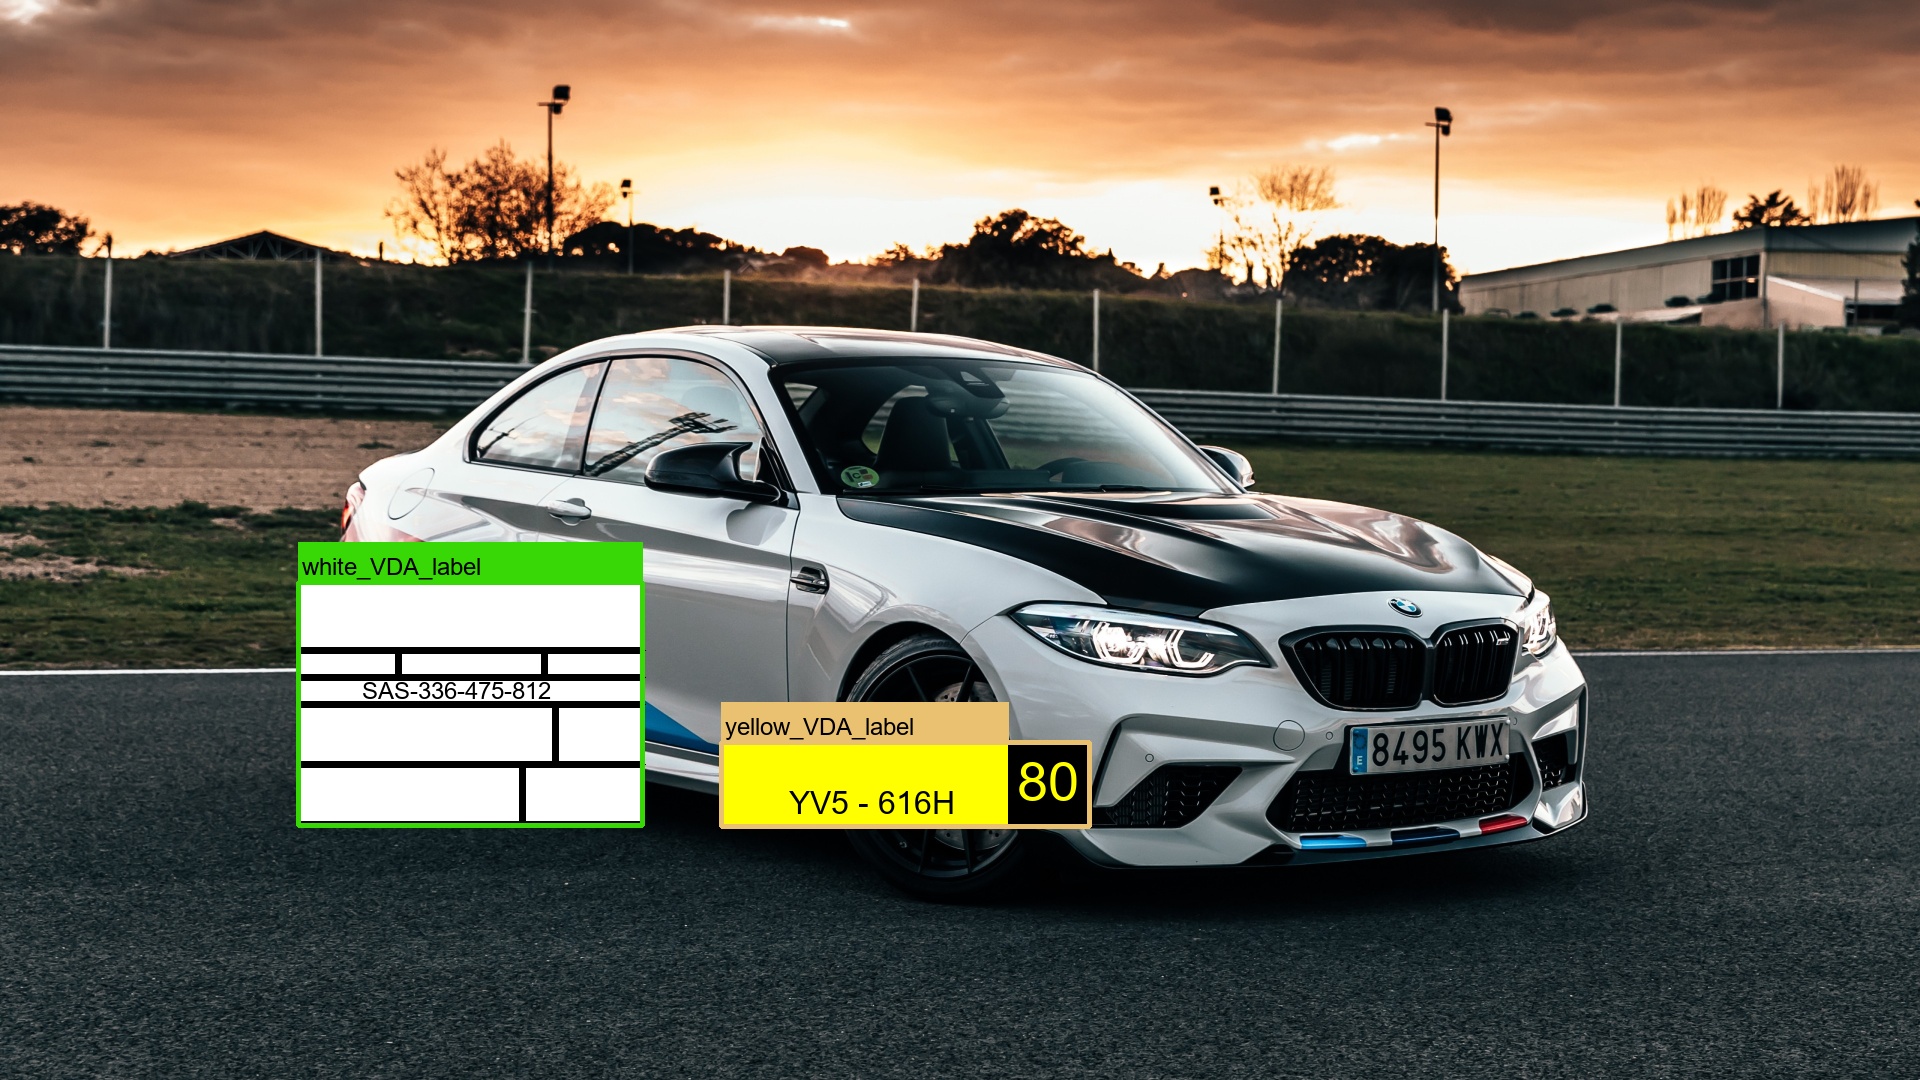 white_VDA_label
SAS-336-475-812
yellow_VDA_label
YV5 - 616H
80
E
8495 KWX